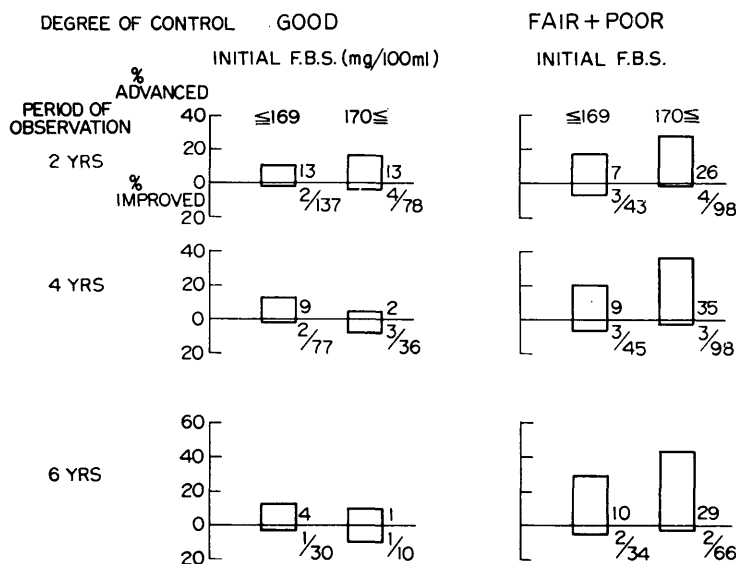 DEGREE OF CONTROL GOOD FAIR + POOR
INITIAL F.B.S. (mg/100ml) INITIAL F.B.S.
%
ADVANCED
PERIOD OF
OBSERVATION
40 ≦169 170≦ ≦169 170≦
20
2 YRS 13 13 7 26
0
% IMPROVED 2/137 4/78 3/43 4/98
20
40
20
4 YRS 9 2 9 35
0
2/77 3/36 3/45 3/98
20
60
40
6 YRS
20
4 1 10 29
0
1/30 1/10 2/34 2/66
20